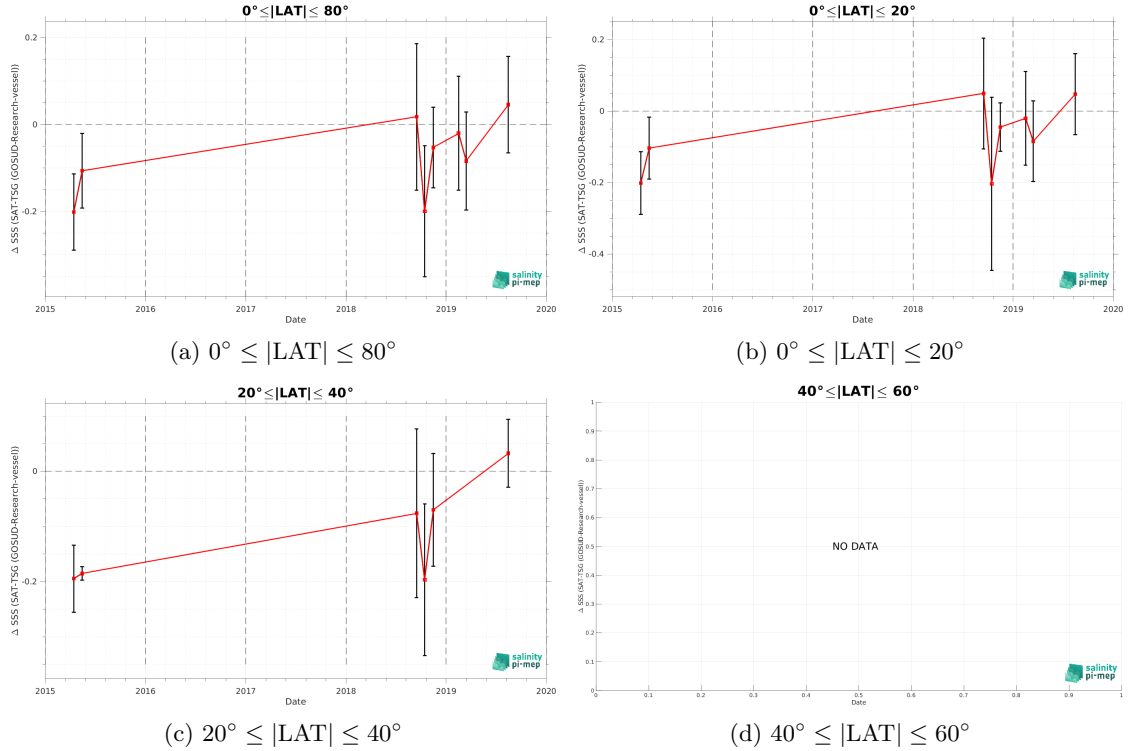 0°≤|LAT|≤ 80°
0.2
0
-0.2
Δ SSS (SAT-TSG (GOSUD-Research-vessel))
salinity
pi-mep
2015 2016 2017 2018 2019 2020
Date
(a) 0° ≤ |LAT| ≤ 80°
0°≤|LAT|≤ 20°
0.2
0
-0.2
-0.4
Δ SSS (SAT-TSG (GOSUD-Research-vessel))
salinity
pi-mep
2015 2016 2017 2018 2019 2020
Date
(b) 0° ≤ |LAT| ≤ 20°
20°≤|LAT|≤ 40°
0
-0.2
Δ SSS (SAT-TSG (GOSUD-Research-vessel))
salinity
pi-mep
2015 2016 2017 2018 2019 2020
Date
(c) 20° ≤ |LAT| ≤ 40°
40°≤|LAT|≤ 60°
1
0.9
0.8
0.7
0.6
0.5
0.4
0.3
0.2
0.1
0
Δ SSS (SAT-TSG (GOSUD-Research-vessel))
NO DATA
salinity
pi-mep
0 0.1 0.2 0.3 0.4 0.5 0.6 0.7 0.8 0.9 1
Date
(d) 40° ≤ |LAT| ≤ 60°